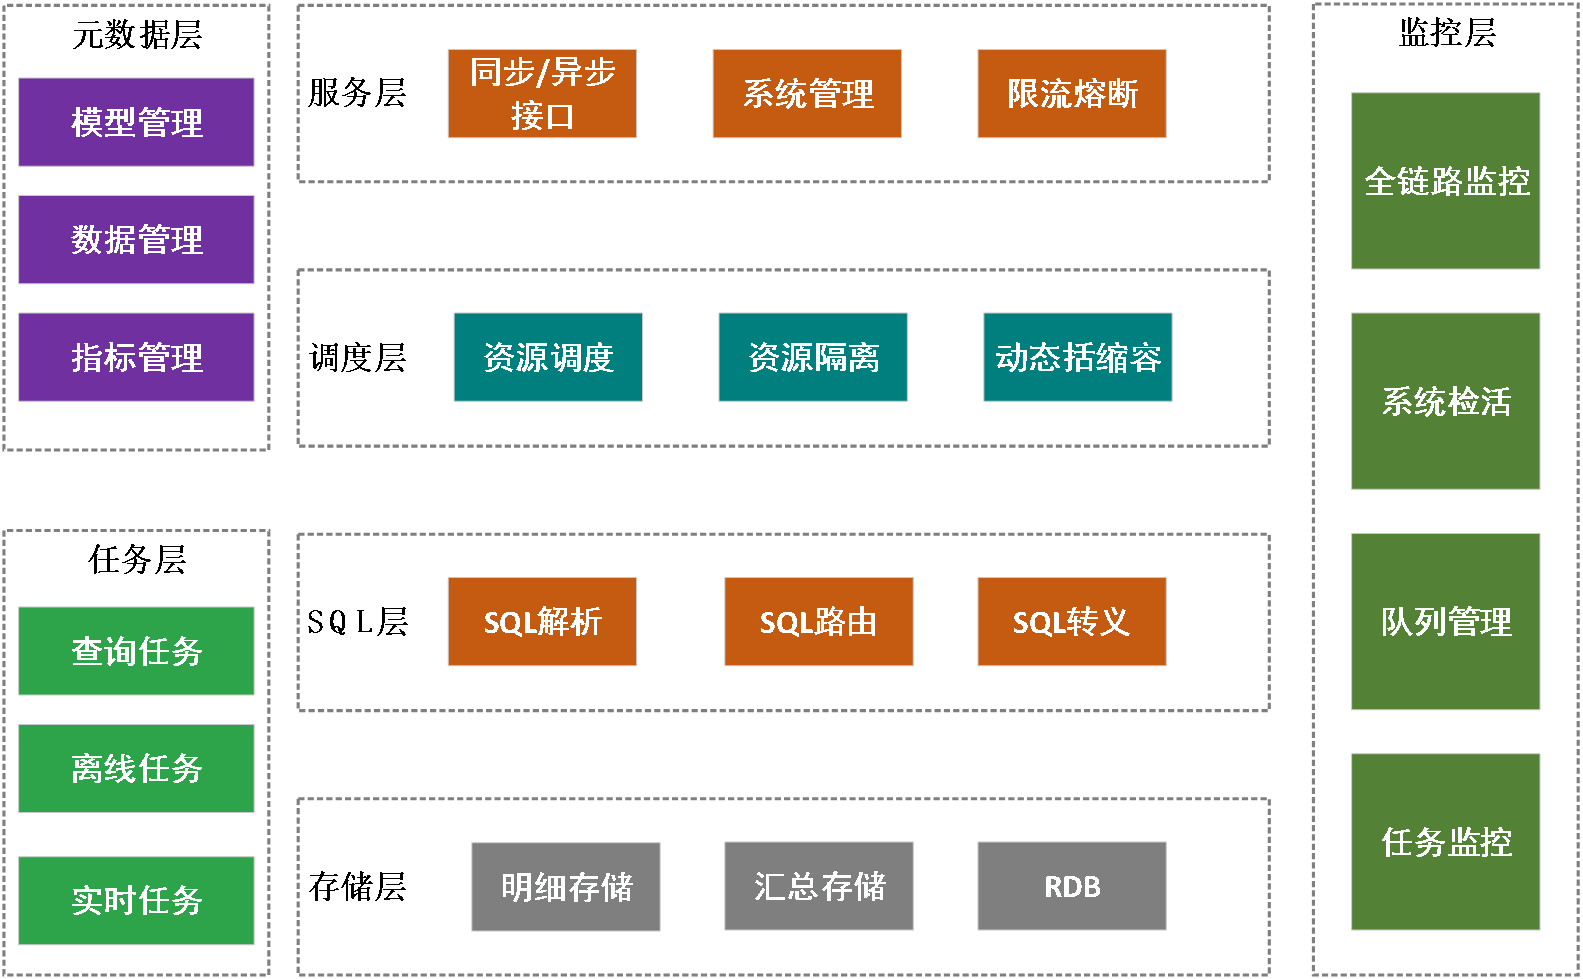 元数据层
模型管理
数据管理
指标管理
任务层
查询任务
离线任务
实时任务
服务层
同步/异步
接口
系统管理
限流熔断
调度层
资源调度
资源隔离
动态括缩容
SQL层
SQL解析
SQL路由
SQL转义
存储层
明细存储
汇总存储
RDB
监控层
全链路监控
系统检活
队列管理
任务监控